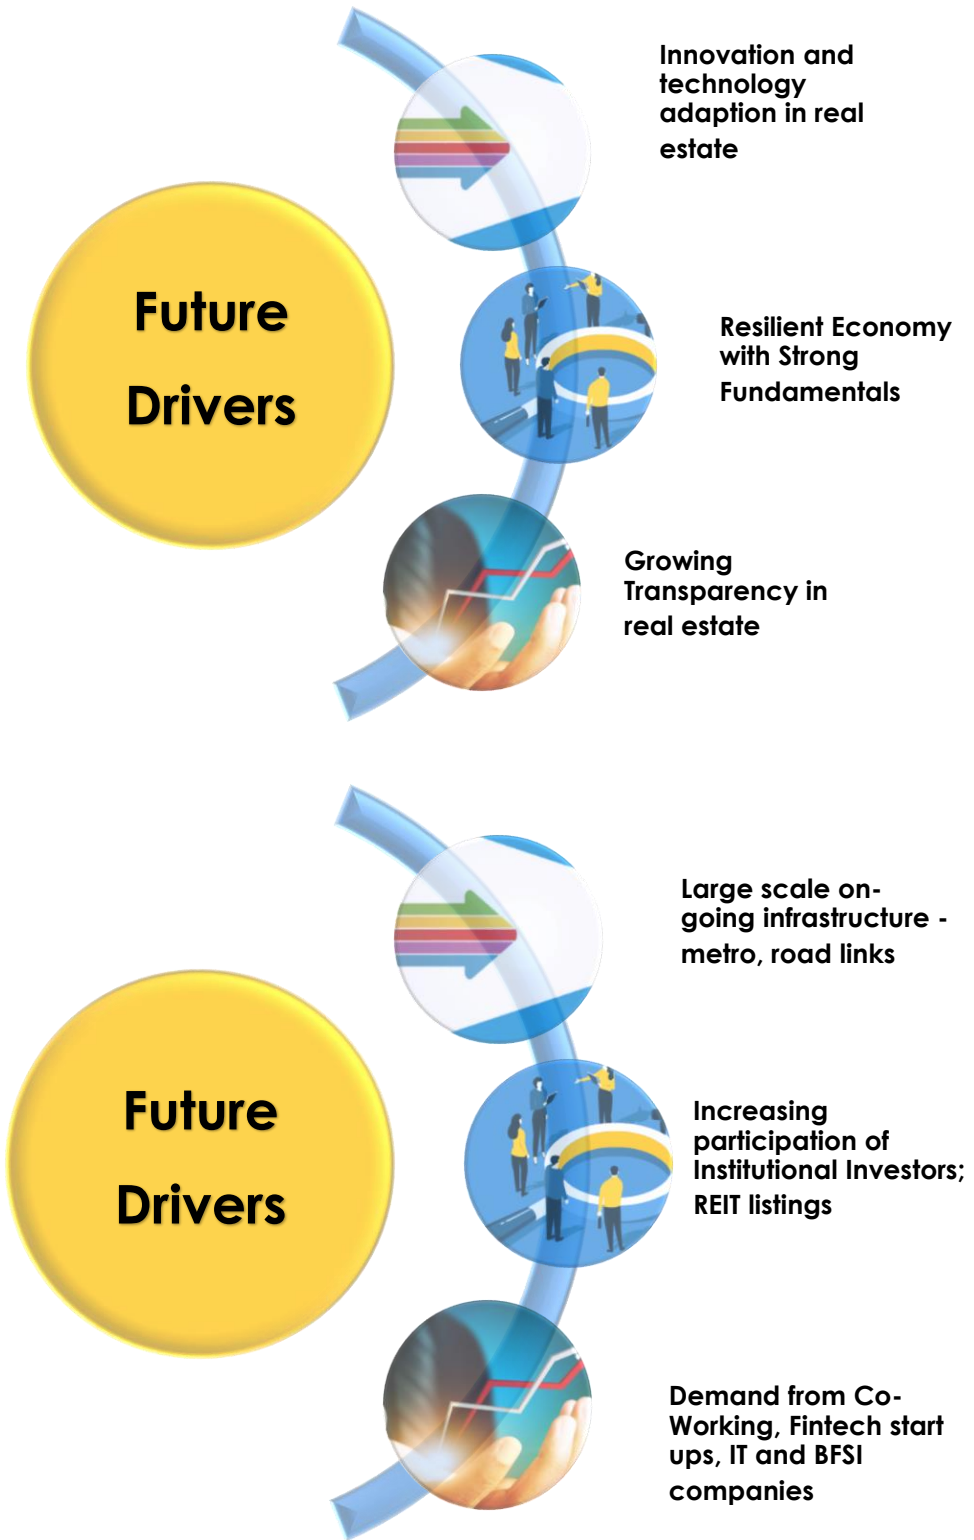 Innovation and
technology
adaption in real
estate
Future
Drivers
Resilient Economy
with Strong
Fundamentals
Growing
Transparency in
real estate
Large scale on-
going infrastructure -
metro, road links
Future
Drivers
Increasing
participation of
Institutional Investors;
REIT listings
Demand from Co-
Working, Fintech start
ups, IT and BFSI
companies